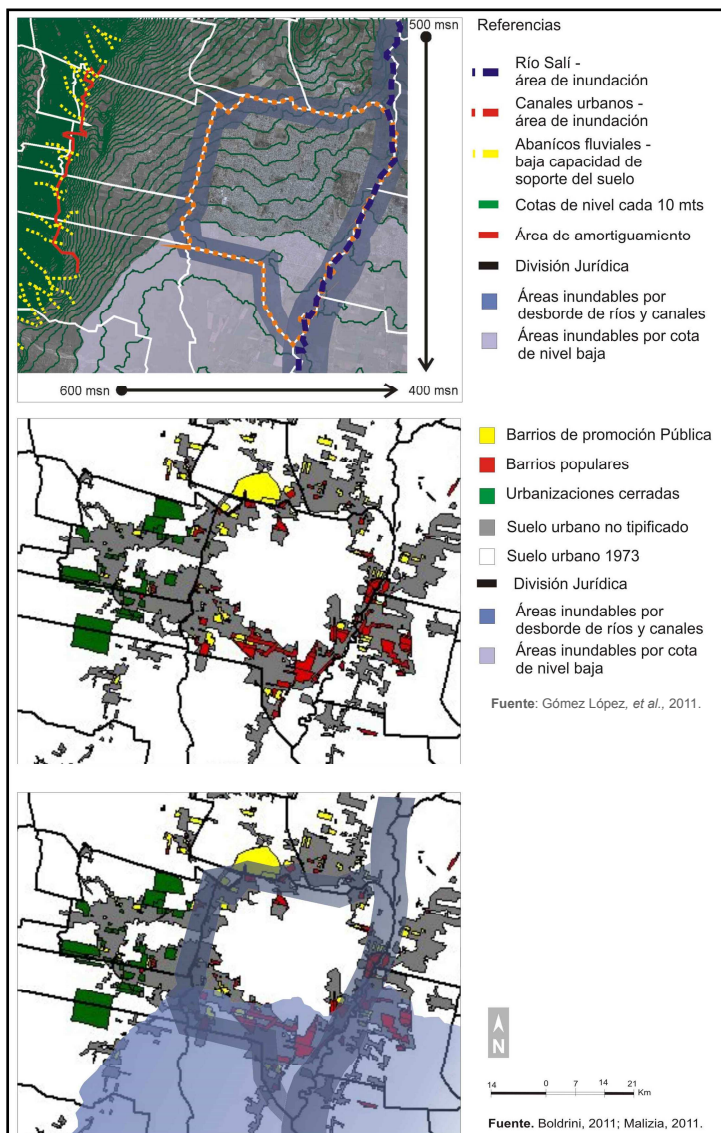 500 msn
Referencias
Río Salí -
área de inundación
Canales urbanos -
área de inundación
Abanícos fluviales -
baja capacidad de
soporte del suelo
Cotas de nivel cada 10 mts
Área de amortiguamiento
División Jurídica
Áreas inundables por
desborde de ríos y canales
Áreas inundables por cota
de nivel baja
600 msn
400 msn
Barrios de promoción Pública
Barrios populares
Urbanizaciones cerradas
Suelo urbano no tipificado
Suelo urbano 1973
División Jurídica
Áreas inundables por
desborde de ríos y canales
Áreas inundables por cota
de nivel baja
Fuente: Gómez López, et al., 2011.
N
14 0 7 14 21
Km
Fuente. Boldrini, 2011; Malizia, 2011.